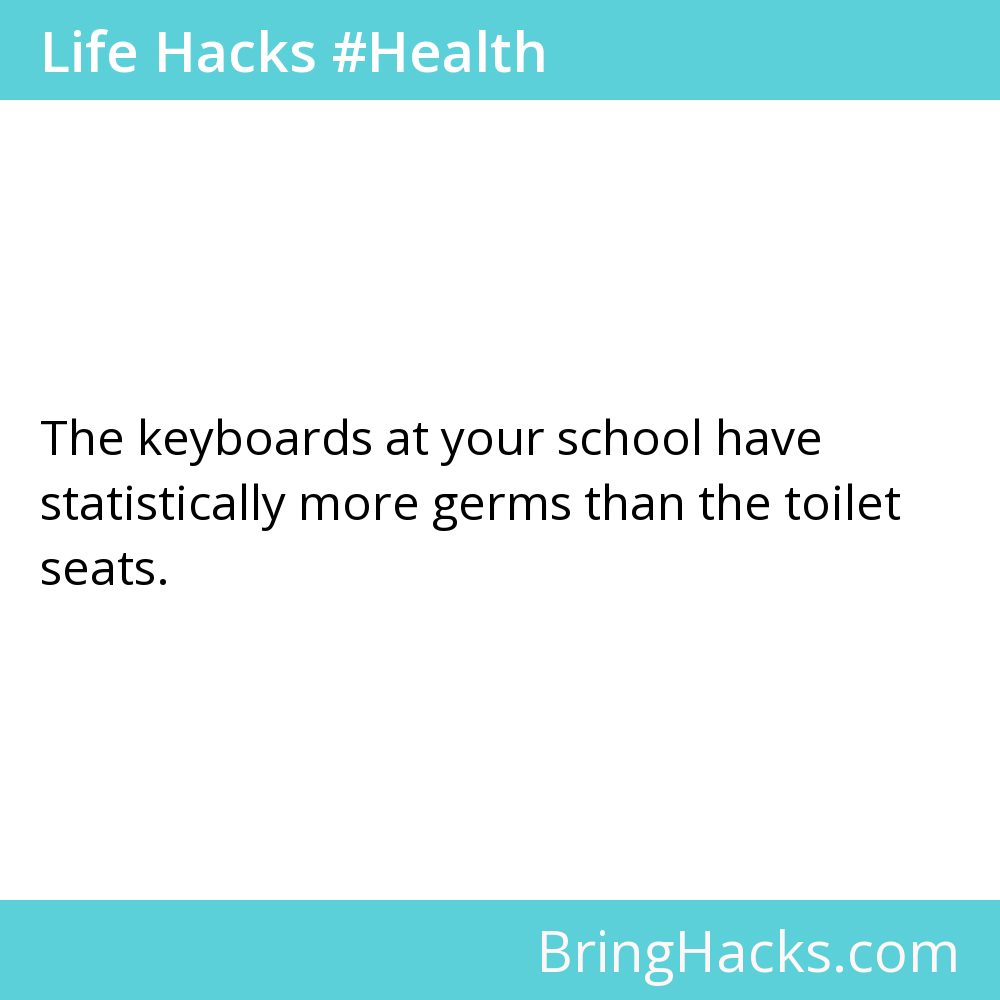 Life Hacks #Health
The keyboards at your school have
statistically more germs than the toilet
seats.
BringHacks.com